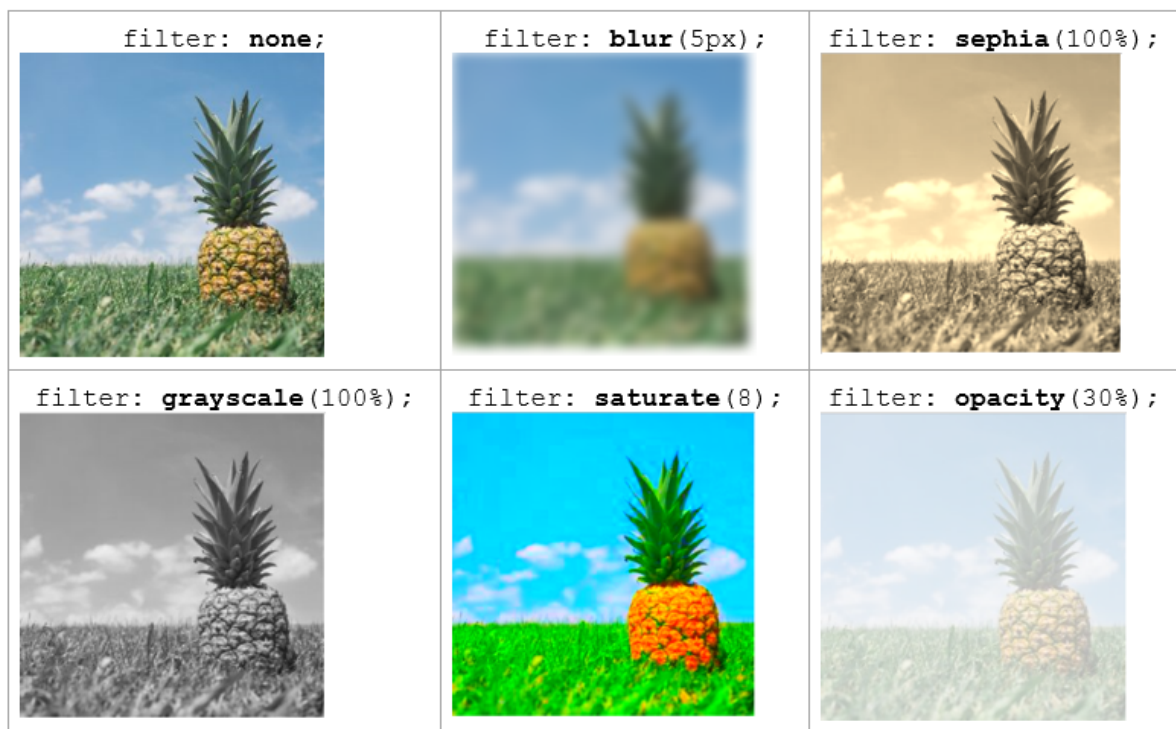 filter: none;
filter: blur(5px);
filter: sephia(100%);
filter: grayscale(100%);
filter: saturate(8);
filter: opacity(30%);